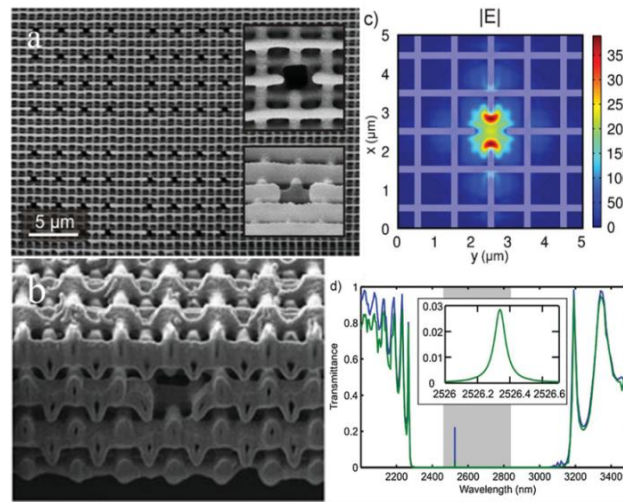 a
5 μm
b
c)
|E|
5
4
3
2
1
0
x (μm)
0 1 2 3 4 5
y (μm)
35
30
25
20
15
10
50
0
d)
1
0.8
0.6
0.4
0.2
0
Transmittance
0.03
0.02
0.01
0
2526 2526.2 2526.4 2526.6
2000 2200 2400 2600 2800 3000 3200 3400
Wavelength (nm)